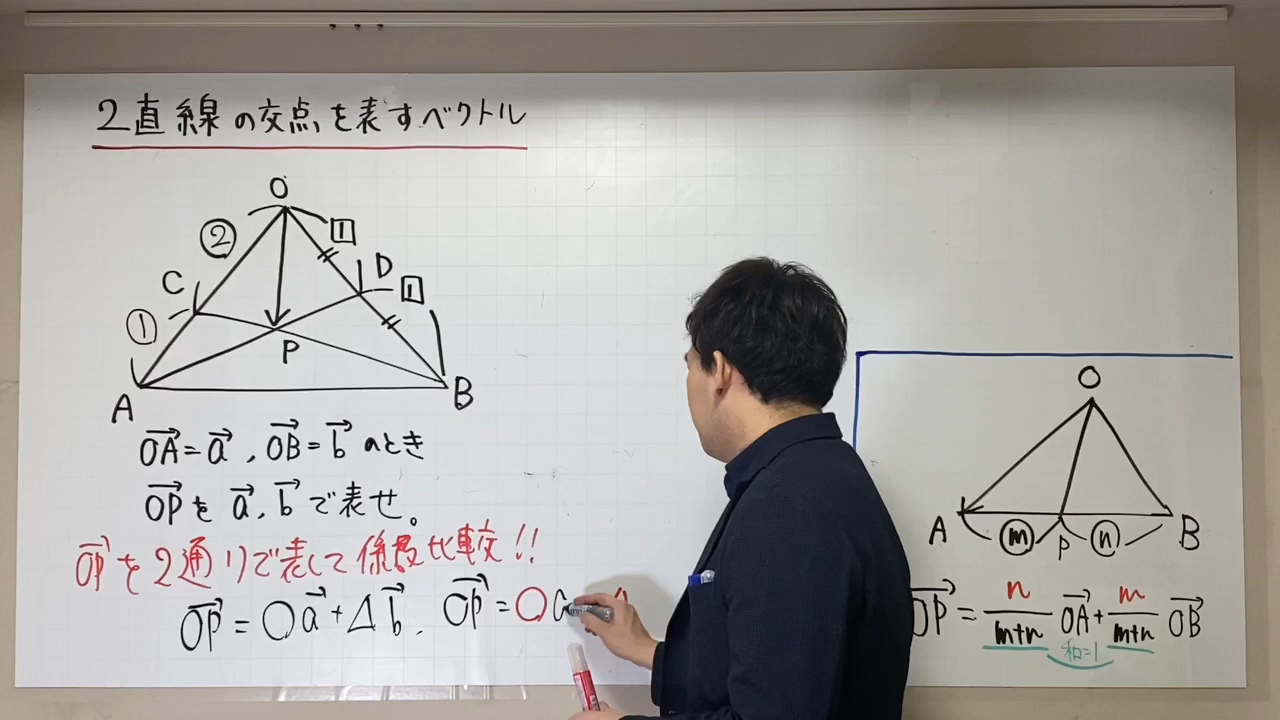 2直線の交点を表すベクトル
O
② 1
C D 1
①
P
A B
OA→=a→, OB→=b→のとき
OP→を a→, b→で表せ。
OP→を2通りで表して係数比較!!
OP→=○a→+△b→, OP→=○
O
A ⓜ P ⓝ B
OP→= n/m+n OA→+ m/m+n OB→
和=1